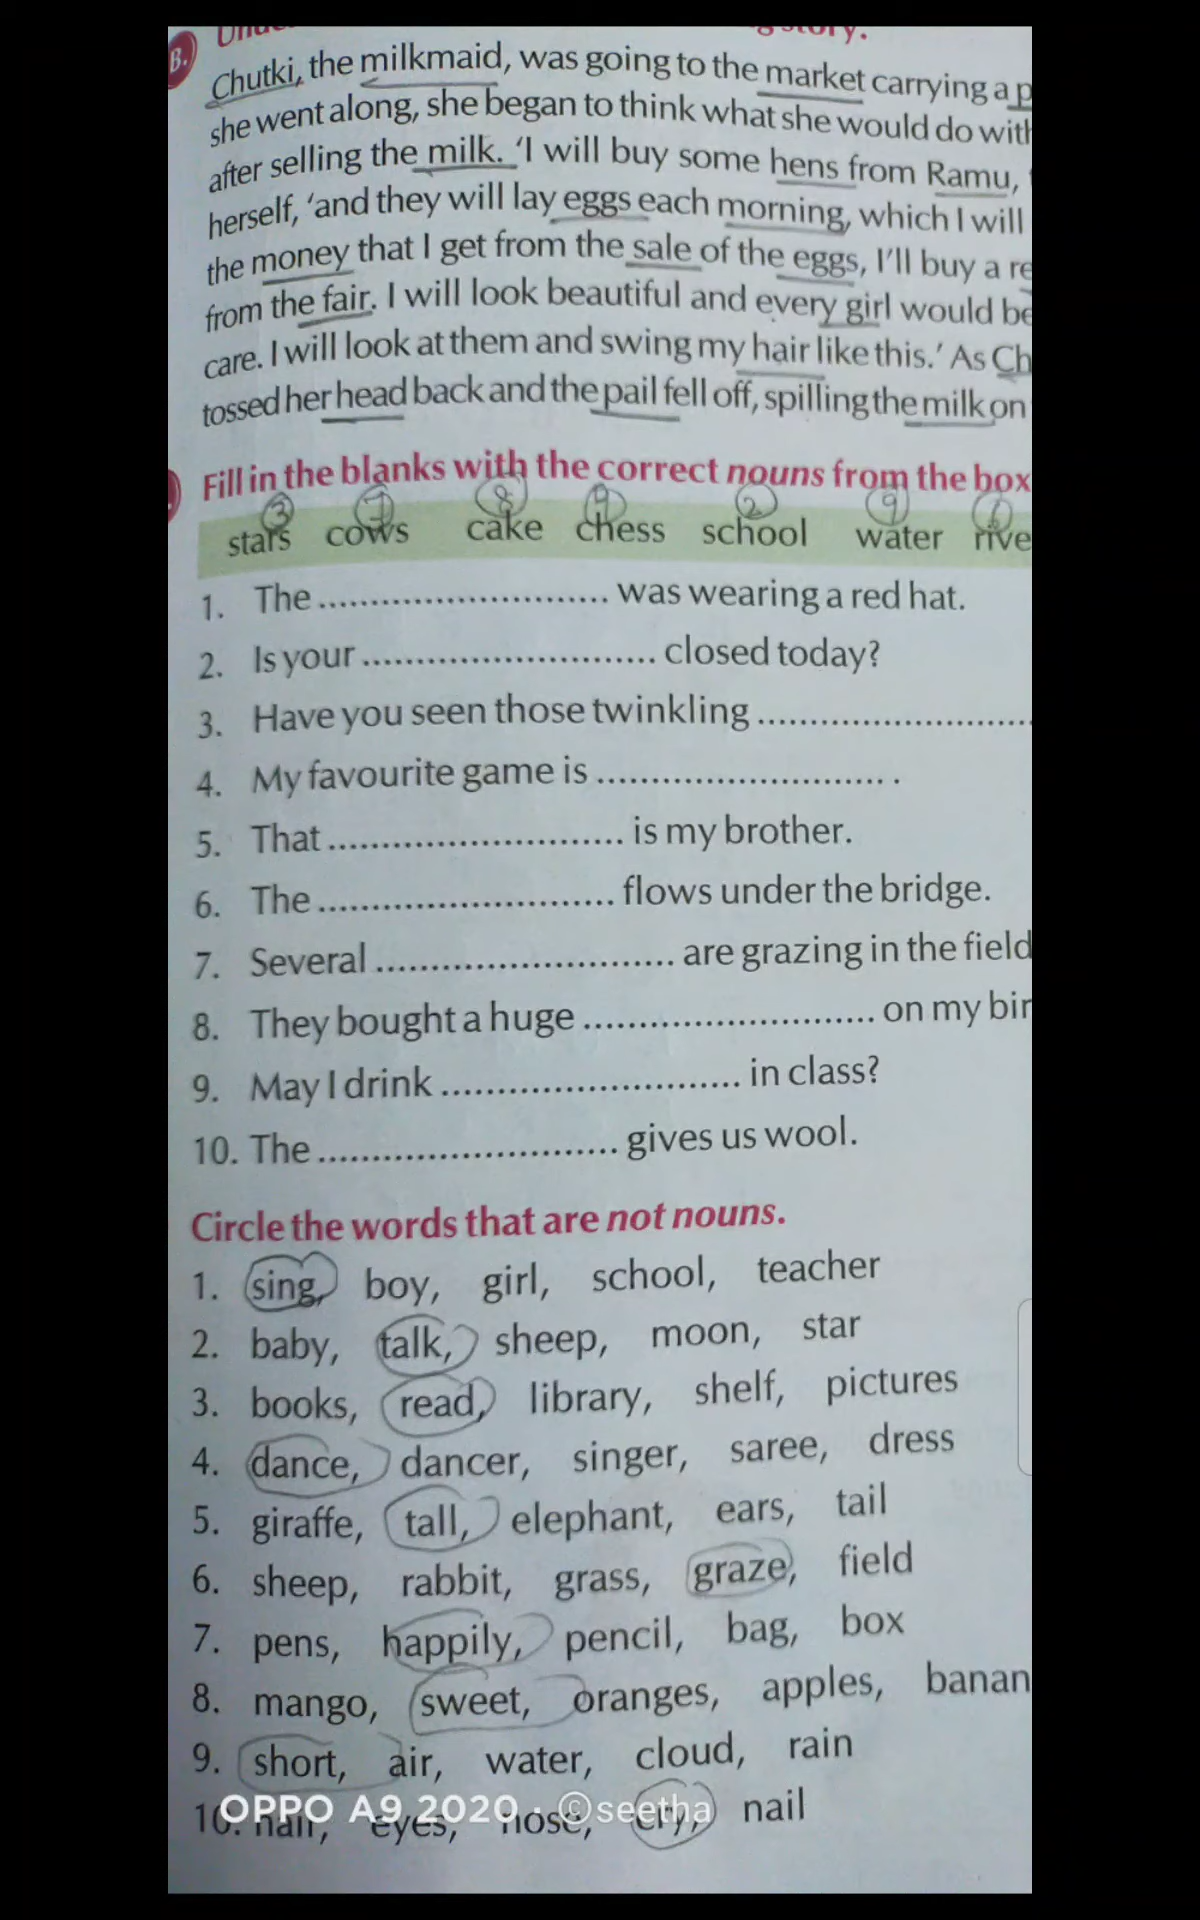 B.
Chutki, the milkmaid, was going to the market carrying a p
she went along, she began to think what she would do with
after selling the milk. ‘I will buy some hens from Ramu,
herself, ‘and they will lay eggs each morning, which I will
the money that I get from the sale of the eggs, I’ll buy a re
from the fair. I will look beautiful and every girl would be
care. I will look at them and swing my hair like this.’ As Ch
tossed her head back and the pail fell off, spilling the milk on
Fill in the blanks with the correct nouns from the box
3 7 8 9 2 9 6
stars cows cake chess school water rive
1. The ............................ was wearing a red hat.
2. Is your ............................ closed today?
3. Have you seen those twinkling ............................
4. My favourite game is ............................ .
5. That ............................ is my brother.
6. The ............................ flows under the bridge.
7. Several ............................ are grazing in the field
8. They bought a huge ............................ on my bir
9. May I drink ............................ in class?
10. The ............................ gives us wool.
Circle the words that are not nouns.
1. sing, boy, girl, school, teacher
2. baby, talk, sheep, moon, star
3. books, read, library, shelf, pictures
4. dance, dancer, singer, saree, dress
5. giraffe, tall, elephant, ears, tail
6. sheep, rabbit, grass, graze, field
7. pens, happily, pencil, bag, box
8. mango, sweet, oranges, apples, banan
9. short, air, water, cloud, rain
10. eyes, nose, cry, nail
OPPO A9 2020 · ©seetha